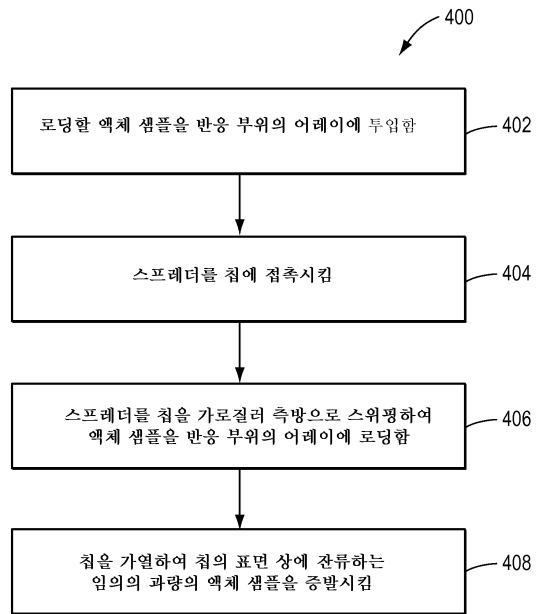 400
로딩할 액체 샘플을 반응 부위의 어레이에 투입함
402
스프레더를 칩에 접촉시킴
404
스프레더를 칩을 가로질러 측방으로 스위핑하여
액체 샘플을 반응 부위의 어레이에 로딩함
406
칩을 가열하여 칩의 표면 상에 잔류하는
임의의 과량의 액체 샘플을 증발시킴
408